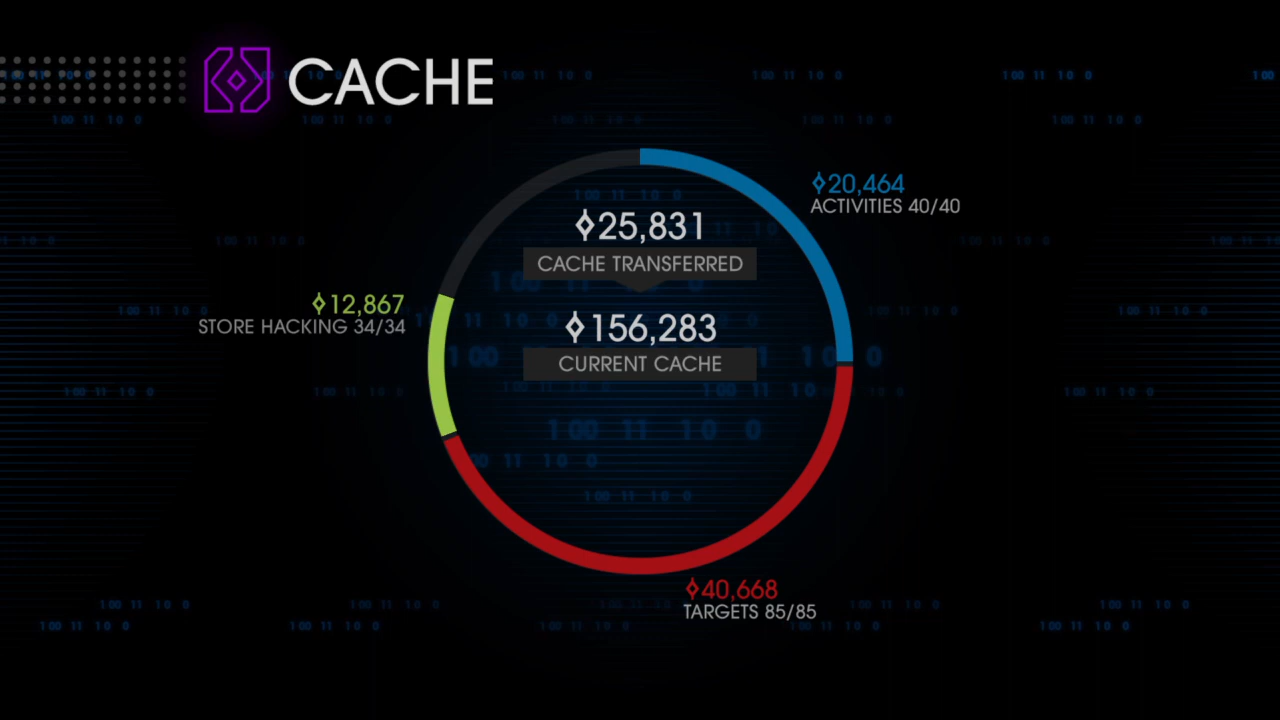 CACHE
20,464
ACTIVITIES 40/40
25,831
CACHE TRANSFERRED
12,867
STORE HACKING 34/34
156,283
CURRENT CACHE
40,668
TARGETS 85/85